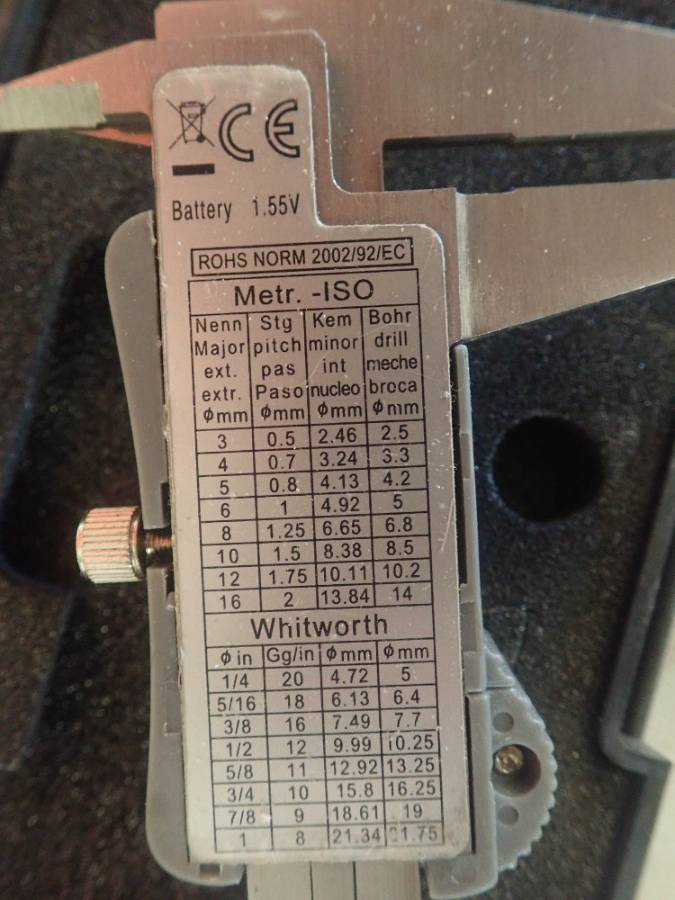 CE
Battery 1.55V
ROHS NORM 2002/92/EC
Metr. -ISO
Nenn Stg Kem Bohr
Major pitch minor drill
ext. pas int meche
extr. Paso nucleo broca
ϕmm ϕmm ϕmm ϕmm
3 0.5 2.46 2.5
4 0.7 3.24 3.3
5 0.8 4.13 4.2
6 1 4.92 5
8 1.25 6.65 6.8
10 1.5 8.38 8.5
12 1.75 10.11 10.2
16 2 13.84 14
Whitworth
ϕ in Gg/in ϕmm ϕmm
1/4 20 4.72 5
5/16 18 6.13 6.4
3/8 16 7.49 7.7
1/2 12 9.99 10.25
5/8 11 12.92 13.25
3/4 10 15.8 16.25
7/8 9 18.61 19
1 8 21.34 21.75